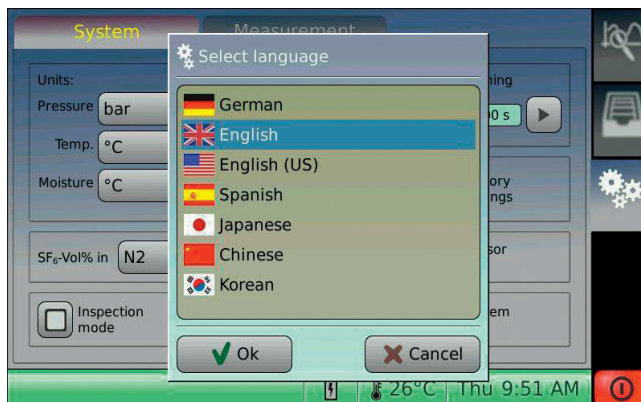 System
Measurement
Select language
Units:
Pressure
bar
Temp.
°C
Moisture
°C
SF₆-Vol% in
N2
Inspection
mode
German
English
English (US)
Spanish
Japanese
Chinese
Korean
Ok
Cancel
26°C
Thu 9:51 AM